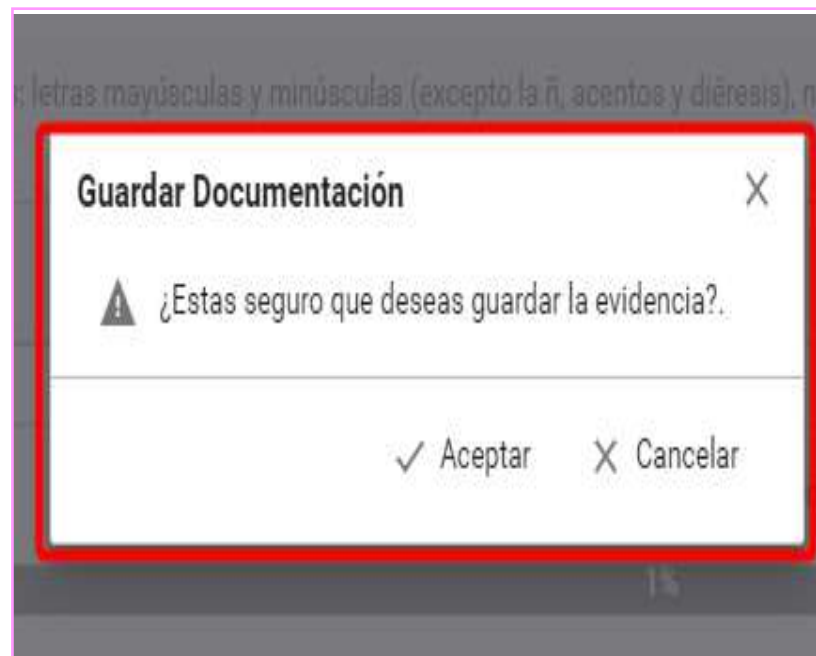 s: letras mayúsculas y minúsculas (excepto la ñ, acentos y diéresis), n
Guardar Documentación
¿Estas seguro que deseas guardar la evidencia?.
Aceptar Cancelar
1%